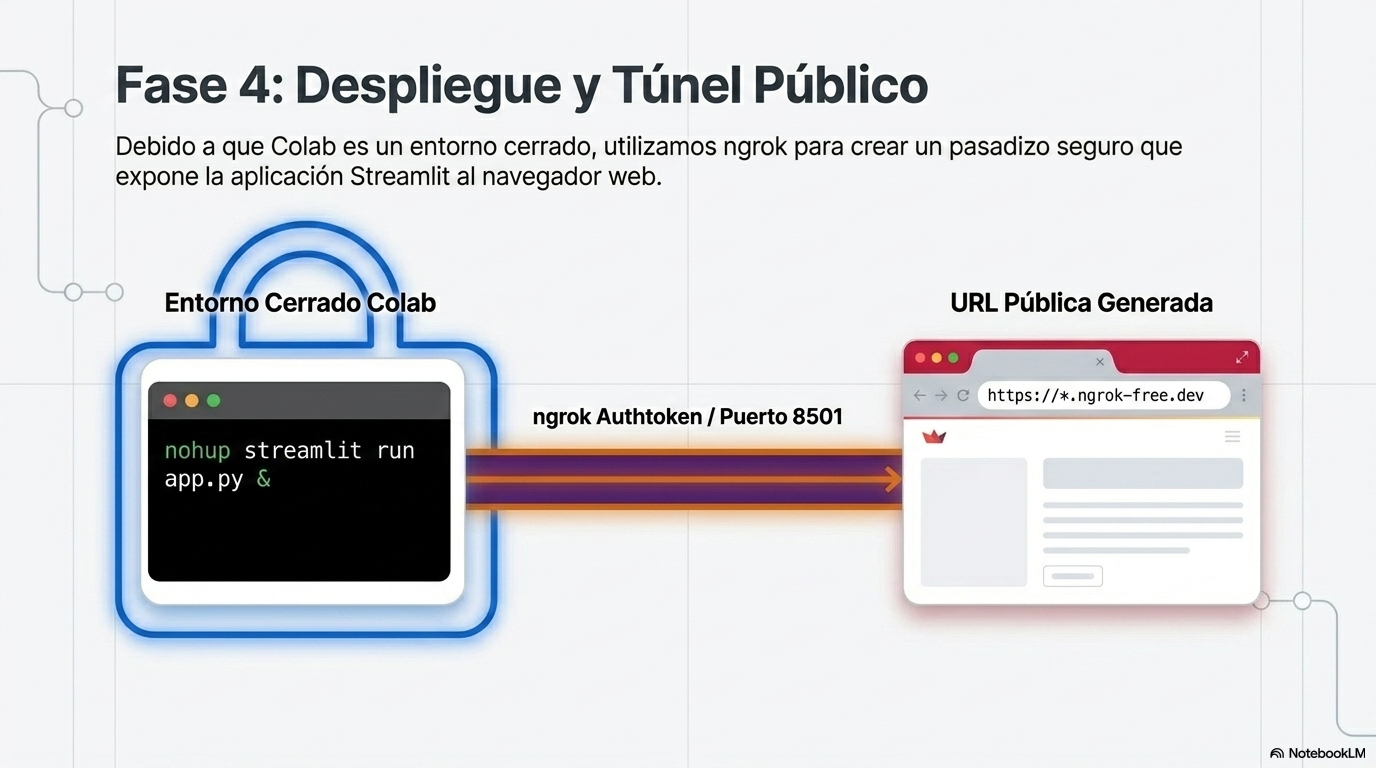 Fase 4: Despliegue y Túnel Público
Debido a que Colab es un entorno cerrado, utilizamos ngrok para crear un pasadizo seguro que
expone la aplicación Streamlit al navegador web.
Entorno Cerrado Colab
nohup streamlit run
app.py &
ngrok Authtoken / Puerto 8501
URL Pública Generada
https://*.ngrok-free.dev
NotebookLM